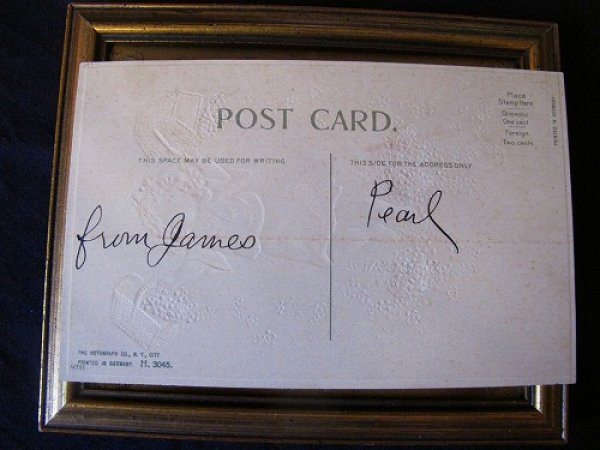 POST CARD.
Place
Stamp Here
Domestic
One cent
Foreign
Two cents
PRINTED IN GERMANY
THIS SPACE MAY BE USED FOR WRITING
THIS SIDE FOR THE ADDRESS ONLY
from James
Pearl
THE ROTOGRAPH CO., N. Y. CITY
PRINTED IN GERMANY. M. 3045.